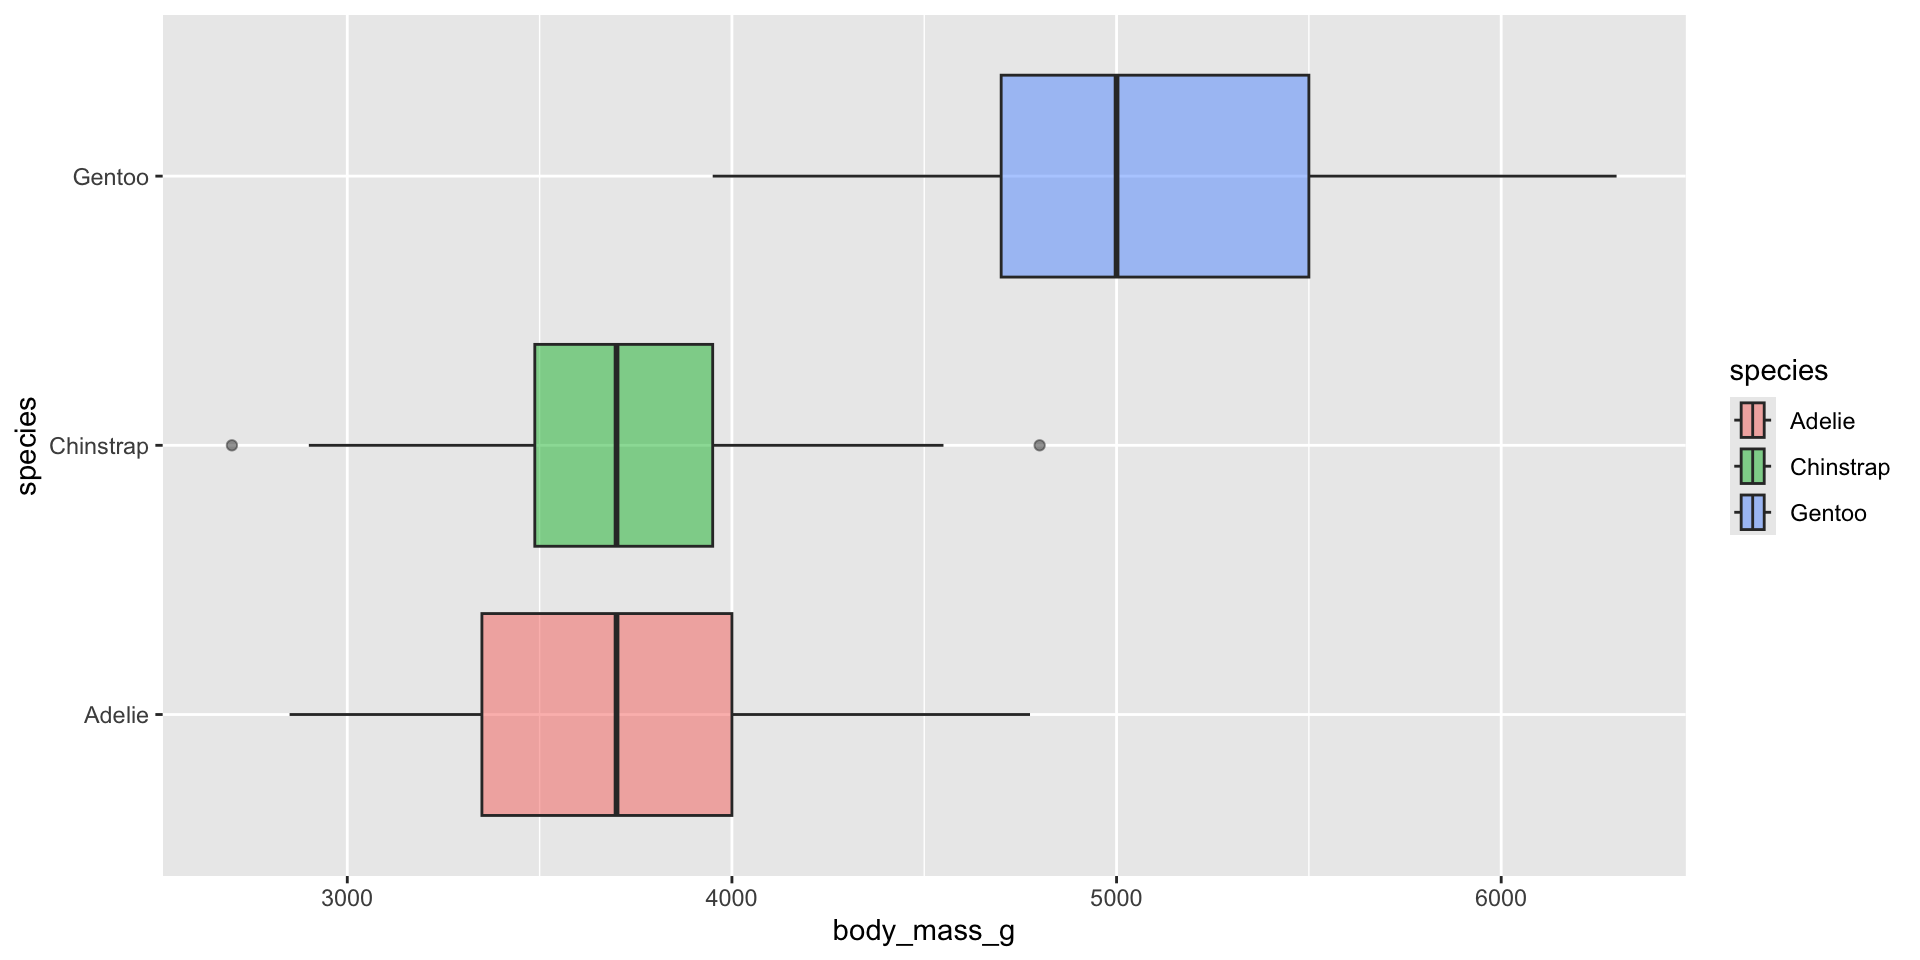 Gentoo
Chinstrap
Adelie
species
3000 4000 5000 6000
body_mass_g
species
Adelie
Chinstrap
Gentoo